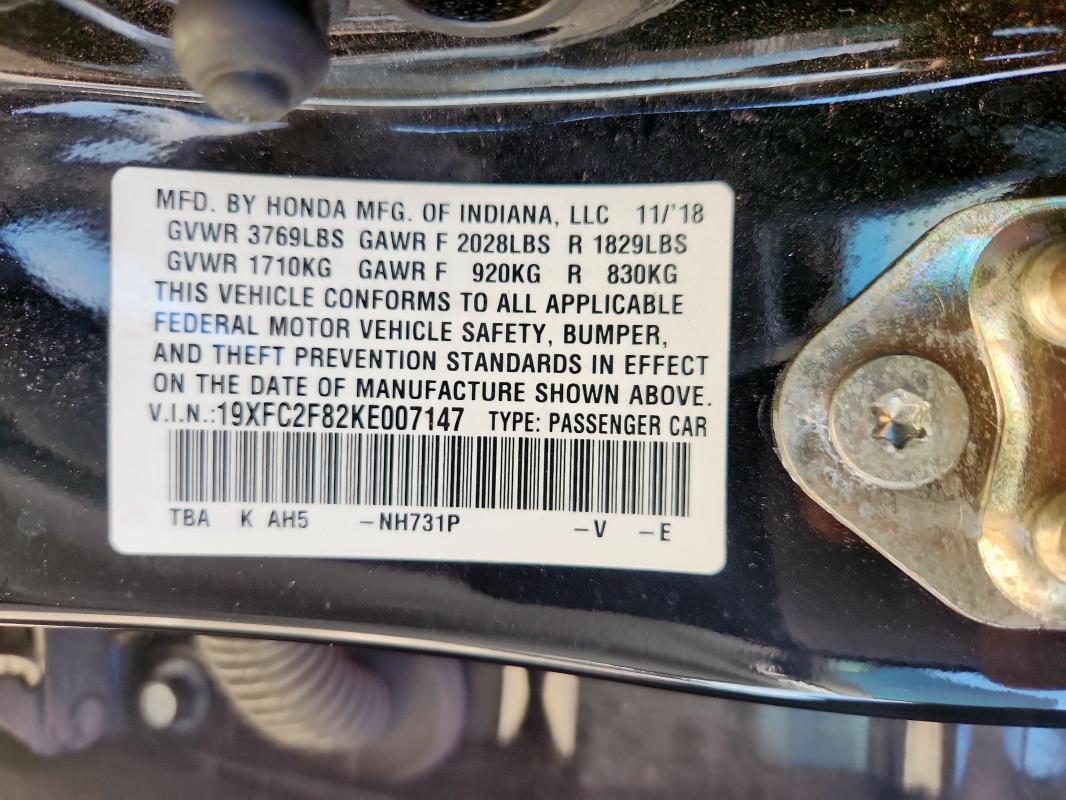 MFD. BY HONDA MFG. OF INDIANA, LLC 11/'18
GVWR 3769LBS GAWR F 2028LBS R 1829LBS
GVWR 1710KG GAWR F 920KG R 830KG
THIS VEHICLE CONFORMS TO ALL APPLICABLE
FEDERAL MOTOR VEHICLE SAFETY, BUMPER,
AND THEFT PREVENTION STANDARDS IN EFFECT
ON THE DATE OF MANUFACTURE SHOWN ABOVE.
V.I.N.:19XFC2F82KE007147 TYPE: PASSENGER CAR
TBA K AH5 -NH731P -V -E